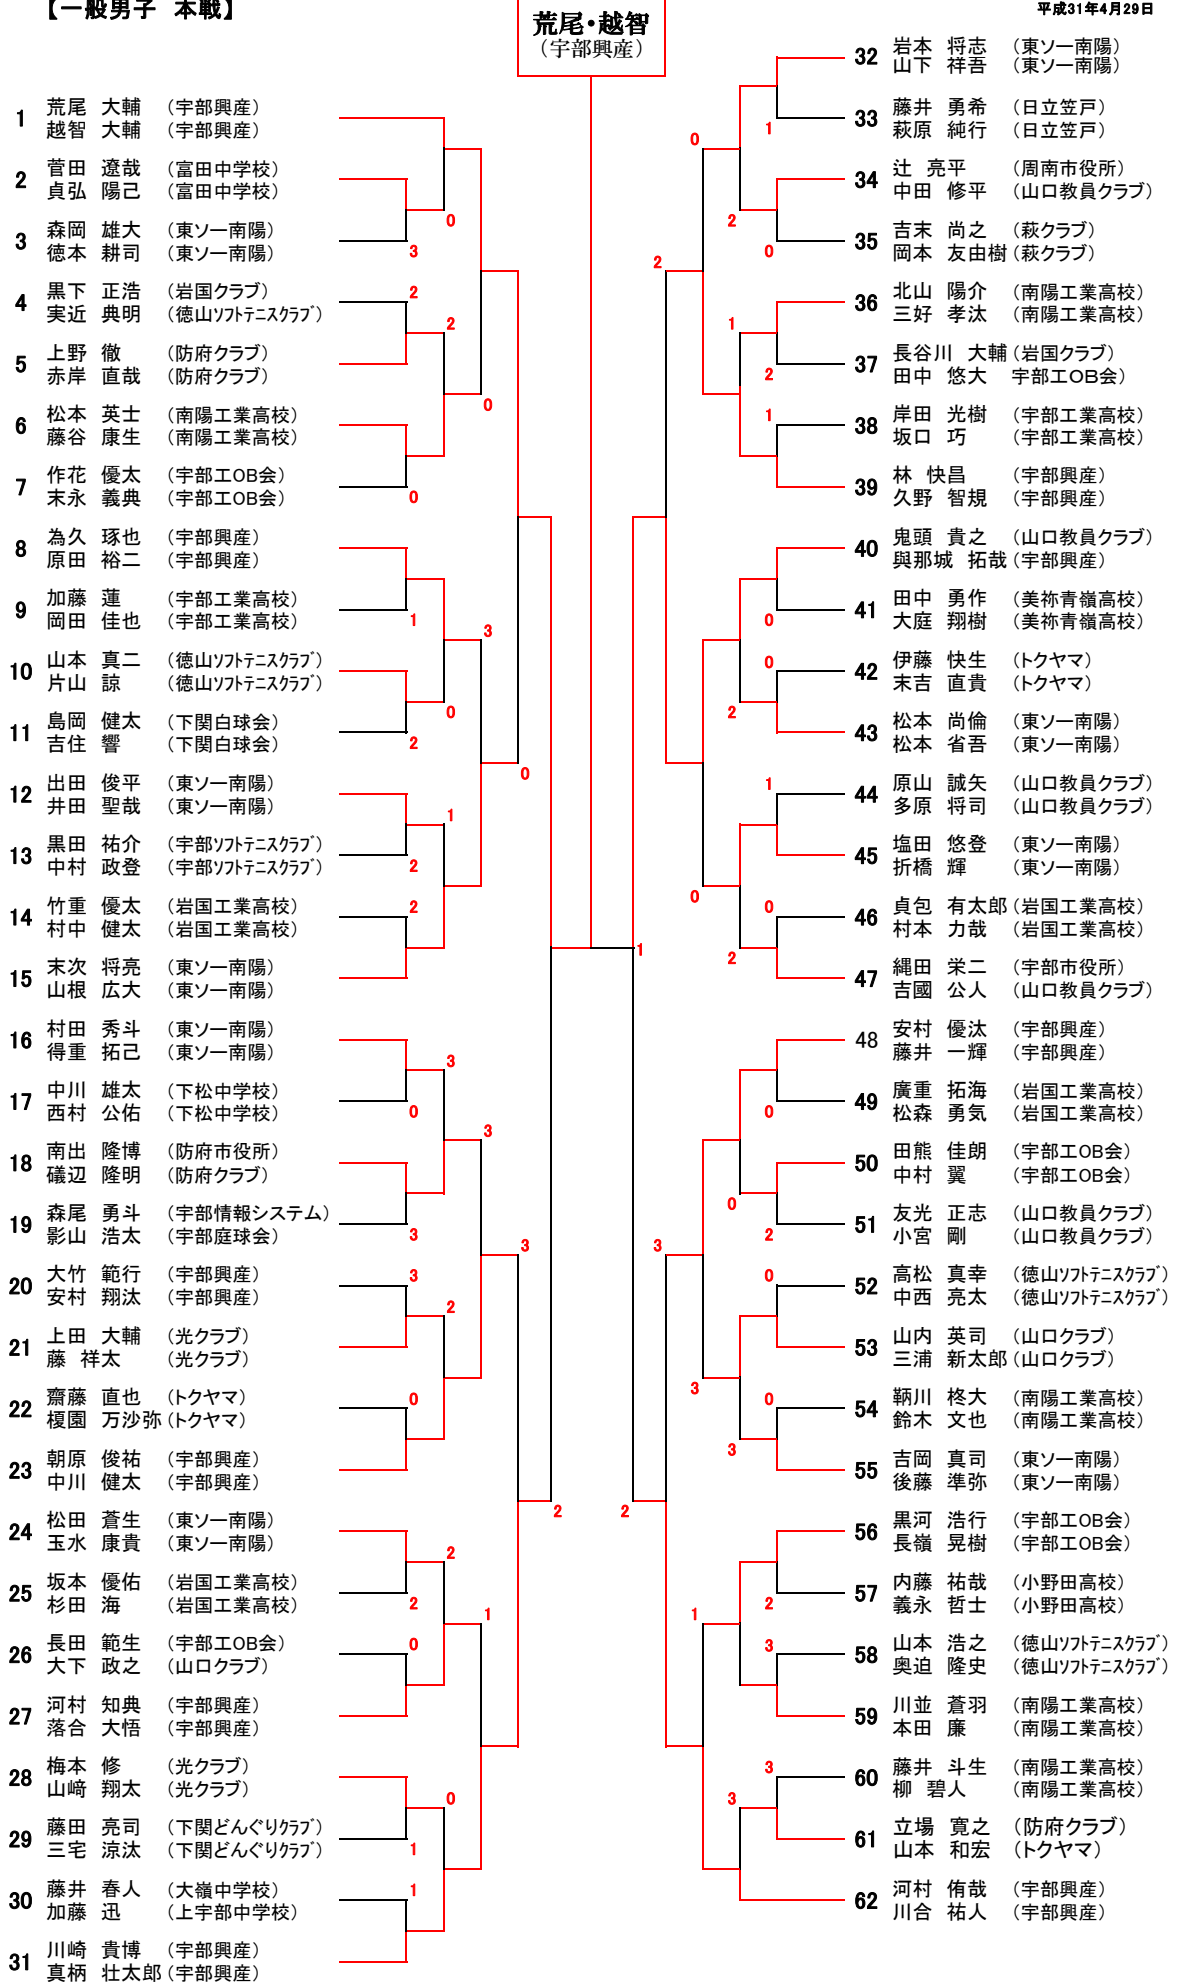 【一般男子 本戦】
平成31年4月29日
荒尾・越智
（宇部興産）
1 荒尾 大輔 （宇部興産）
越智 大輔 （宇部興産）
2 菅田 遼哉 （富田中学校）
貞弘 陽己 （富田中学校）
0
3 森岡 雄大 （東ソー南陽）
徳本 耕司 （東ソー南陽）
3
4 黒下 正浩 （岩国クラブ）
実近 典明 （徳山ソフトテニスクラブ）
2
2
5 上野 徹 （防府クラブ）
赤岸 直哉 （防府クラブ）
0
6 松本 英士 （南陽工業高校）
藤谷 康生 （南陽工業高校）
7 作花 優太 （宇部工OB会）
末永 義典 （宇部工OB会）
0
8 為久 琢也 （宇部興産）
原田 裕二 （宇部興産）
9 加藤 蓮 （宇部工業高校）
岡田 佳也 （宇部工業高校）
1
3
10 山本 真二 （徳山ソフトテニスクラブ）
片山 諒 （徳山ソフトテニスクラブ）
0
11 島岡 健太 （下関白球会）
吉住 響 （下関白球会）
2
0
12 出田 俊平 （東ソー南陽）
井田 聖哉 （東ソー南陽）
1
13 黒田 祐介 （宇部ソフトテニスクラブ）
中村 政登 （宇部ソフトテニスクラブ）
2
14 竹重 優太 （岩国工業高校）
村中 健太 （岩国工業高校）
2
15 末次 将亮 （東ソー南陽）
山根 広大 （東ソー南陽）
16 村田 秀斗 （東ソー南陽）
得重 拓己 （東ソー南陽）
3
17 中川 雄太 （下松中学校）
西村 公佑 （下松中学校）
0
3
18 南出 隆博 （防府市役所）
礒辺 隆明 （防府クラブ）
19 森尾 勇斗 （宇部情報システム）
影山 浩太 （宇部庭球会）
3
3
20 大竹 範行 （宇部興産）
安村 翔汰 （宇部興産）
3
2
21 上田 大輔 （光クラブ）
藤 祥太 （光クラブ）
22 齋藤 直也 （トクヤマ）
榎園 万沙弥 （トクヤマ）
0
23 朝原 俊祐 （宇部興産）
中川 健太 （宇部興産）
2
24 松田 蒼生 （東ソー南陽）
玉水 康貴 （東ソー南陽）
2
25 坂本 優佑 （岩国工業高校）
杉田 海 （岩国工業高校）
2
1
26 長田 範生 （宇部工OB会）
大下 政之 （山口クラブ）
0
27 河村 知典 （宇部興産）
落合 大悟 （宇部興産）
28 梅本 修 （光クラブ）
山﨑 翔太 （光クラブ）
0
29 藤田 亮司 （下関どんぐりクラブ）
三宅 涼汰 （下関どんぐりクラブ）
1
30 藤井 春人 （大嶺中学校）
加藤 迅 （上宇部中学校）
1
31 川崎 貴博 （宇部興産）
真柄 壮太郎 （宇部興産）
32 岩本 将志 （東ソー南陽）
山下 祥吾 （東ソー南陽）
33 藤井 勇希 （日立笠戸）
萩原 純行 （日立笠戸）
1
0
34 辻 亮平 （周南市役所）
中田 修平 （山口教員クラブ）
2
35 吉末 尚之 （萩クラブ）
岡本 友由樹 （萩クラブ）
0
2
36 北山 陽介 （南陽工業高校）
三好 孝汰 （南陽工業高校）
1
37 長谷川 大輔 （岩国クラブ）
田中 悠大 宇部工OB会）
2
38 岸田 光樹 （宇部工業高校）
坂口 巧 （宇部工業高校）
1
39 林 快昌 （宇部興産）
久野 智規 （宇部興産）
40 鬼頭 貴之 （山口教員クラブ）
與那城 拓哉 （宇部興産）
41 田中 勇作 （美祢青嶺高校）
大庭 翔樹 （美祢青嶺高校）
0
42 伊藤 快生 （トクヤマ）
末吉 直貴 （トクヤマ）
0
2
43 松本 尚倫 （東ソー南陽）
松本 省吾 （東ソー南陽）
44 原山 誠矢 （山口教員クラブ）
多原 将司 （山口教員クラブ）
1
45 塩田 悠登 （東ソー南陽）
折橋 輝 （東ソー南陽）
0
46 貞包 有太郎 （岩国工業高校）
村本 力哉 （岩国工業高校）
0
1
2
47 縄田 栄二 （宇部市役所）
吉國 公人 （山口教員クラブ）
48 安村 優汰 （宇部興産）
藤井 一輝 （宇部興産）
49 廣重 拓海 （岩国工業高校）
松森 勇気 （岩国工業高校）
0
50 田熊 佳朗 （宇部工OB会）
中村 翼 （宇部工OB会）
0
51 友光 正志 （山口教員クラブ）
小宮 剛 （山口教員クラブ）
2
3
52 高松 真幸 （徳山ソフトテニスクラブ）
中西 亮太 （徳山ソフトテニスクラブ）
0
53 山内 英司 （山口クラブ）
三浦 新太郎 （山口クラブ）
3
54 鞆川 柊大 （南陽工業高校）
鈴木 文也 （南陽工業高校）
0
3
55 吉岡 真司 （東ソー南陽）
後藤 準弥 （東ソー南陽）
2
56 黒河 浩行 （宇部工OB会）
長嶺 晃樹 （宇部工OB会）
57 内藤 祐哉 （小野田高校）
義永 哲士 （小野田高校）
2
1
58 山本 浩之 （徳山ソフトテニスクラブ）
奥迫 隆史 （徳山ソフトテニスクラブ）
3
59 川並 蒼羽 （南陽工業高校）
本田 廉 （南陽工業高校）
60 藤井 斗生 （南陽工業高校）
柳 碧人 （南陽工業高校）
3
3
61 立場 寛之 （防府クラブ）
山本 和宏 （トクヤマ）
62 河村 侑哉 （宇部興産）
川合 祐人 （宇部興産）